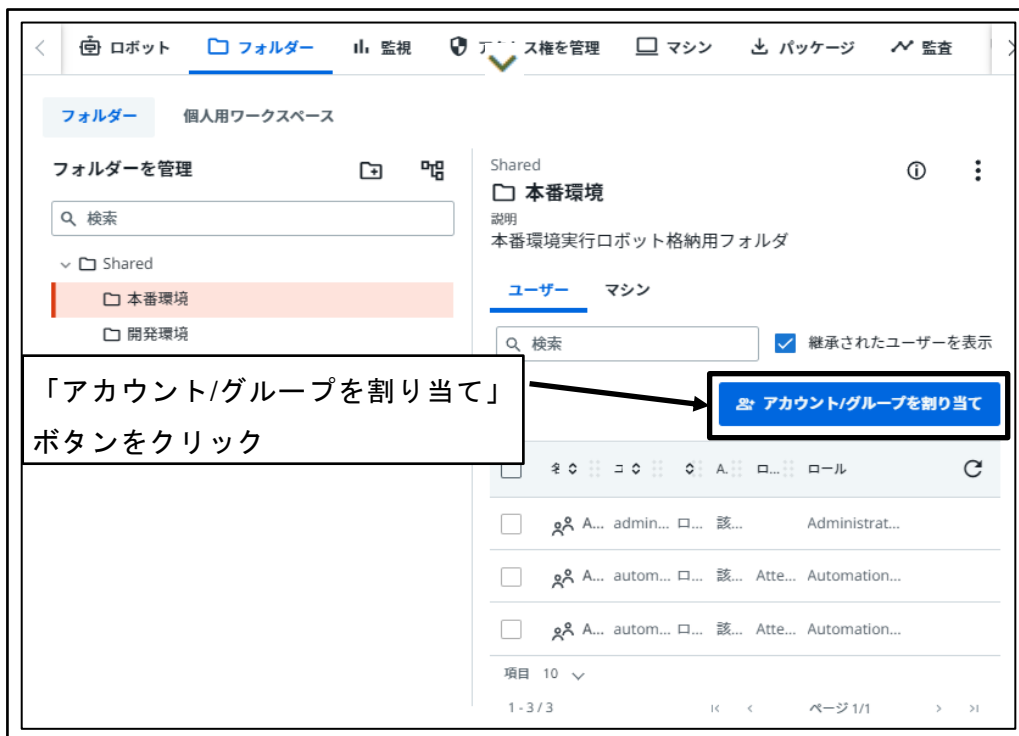 ロボット フォルダー 監視 ス権を管理 マシン パッケージ 監査
フォルダー 個人用ワークスペース
フォルダーを管理
検索
Shared
本番環境
開発環境
Shared
本番環境
説明
本番環境実行ロボット格納用フォルダ
ユーザー マシン
検索 継承されたユーザーを表示
アカウント/グループを割り当て
「アカウント/グループを割り当て」
ボタンをクリック
コ A. ロ... ロール
A... admin... ロ... 該... Administrat...
A... autom... ロ... 該... Atte... Automation...
A... autom... ロ... 該... Atte... Automation...
項目 10
1 - 3 / 3 ページ 1/1